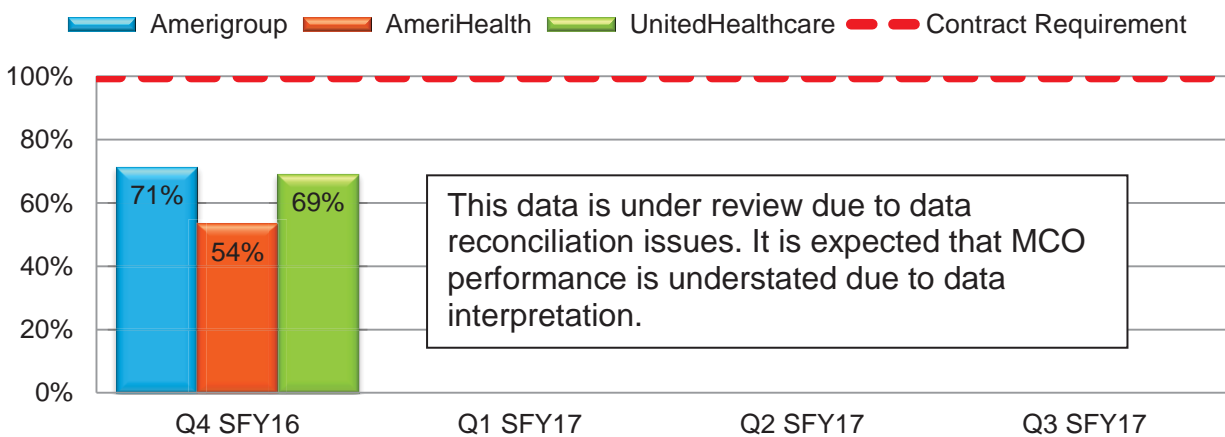 Amerigroup AmeriHealth UnitedHealthcare Contract Requirement
100%
80%
60%
40%
20%
0%
71%
54%
69%
This data is under review due to data
reconciliation issues. It is expected that MCO
performance is understated due to data
interpretation.
Q4 SFY16 Q1 SFY17 Q2 SFY17 Q3 SFY17